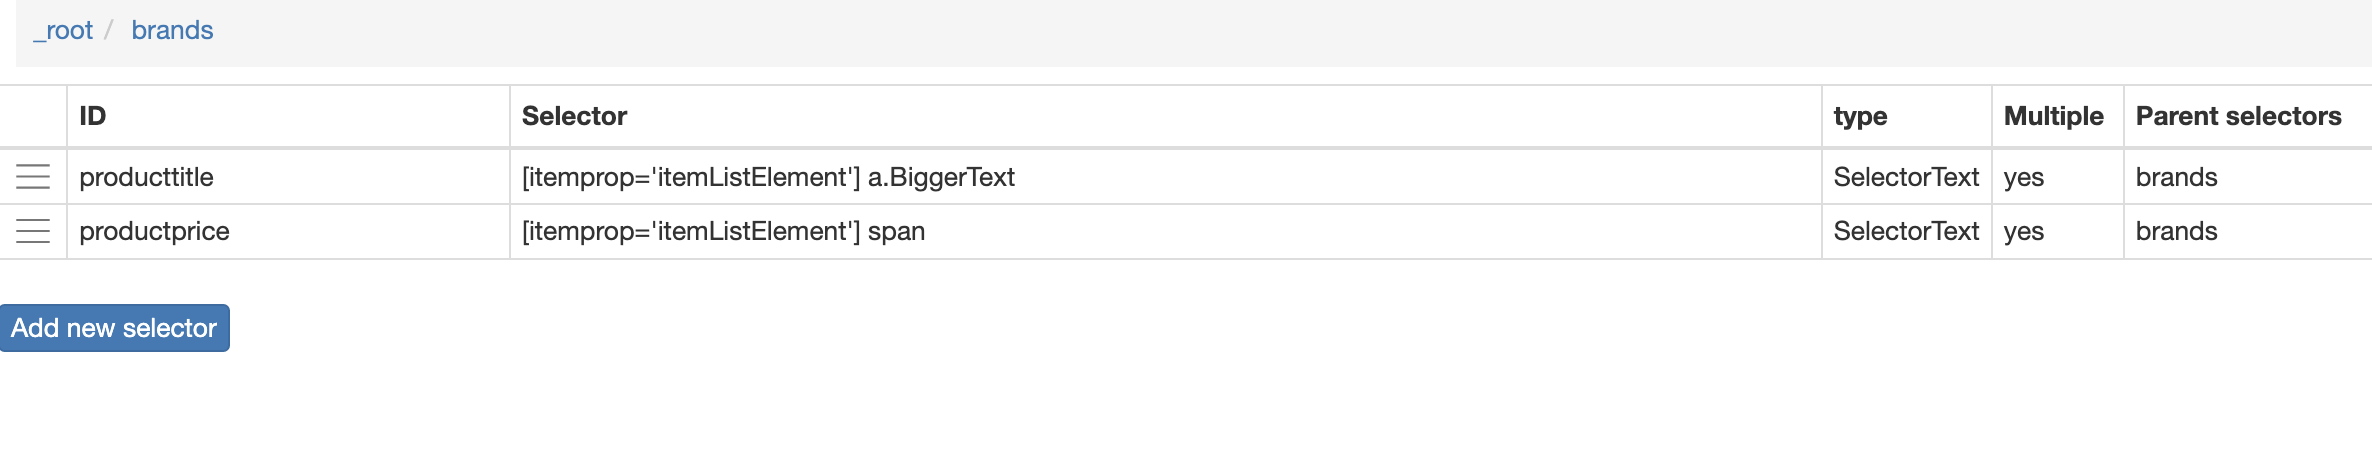 _root / brands
ID Selector type Multiple Parent selectors
producttitle [itemprop='itemListElement'] a.BiggerText SelectorText yes brands
productprice [itemprop='itemListElement'] span SelectorText yes brands
Add new selector